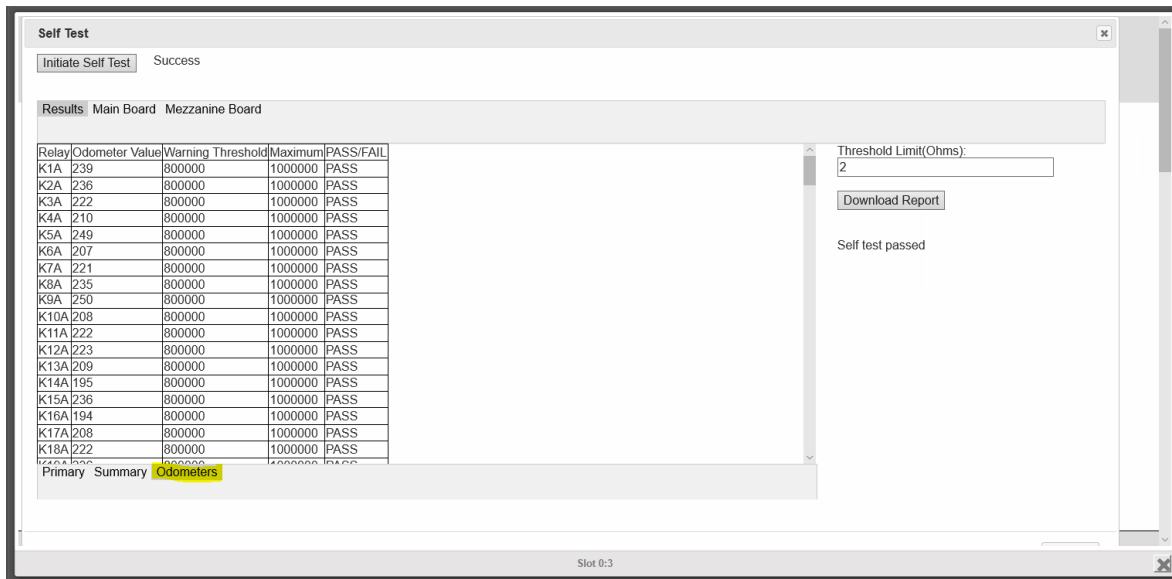 Self Test
Initiate Self Test Success
Results Main Board Mezzanine Board
Relay Odometer Value Warning Threshold Maximum PASS/FAIL
K1A 239 800000 1000000 PASS
K2A 236 800000 1000000 PASS
K3A 222 800000 1000000 PASS
K4A 210 800000 1000000 PASS
K5A 249 800000 1000000 PASS
K6A 207 800000 1000000 PASS
K7A 221 800000 1000000 PASS
K8A 235 800000 1000000 PASS
K9A 250 800000 1000000 PASS
K10A 208 800000 1000000 PASS
K11A 222 800000 1000000 PASS
K12A 223 800000 1000000 PASS
K13A 209 800000 1000000 PASS
K14A 195 800000 1000000 PASS
K15A 236 800000 1000000 PASS
K16A 194 800000 1000000 PASS
K17A 208 800000 1000000 PASS
K18A 222 800000 1000000 PASS
Threshold Limit(Ohms):
2
Download Report
Self test passed
Primary Summary Odometers
Slot 0:3